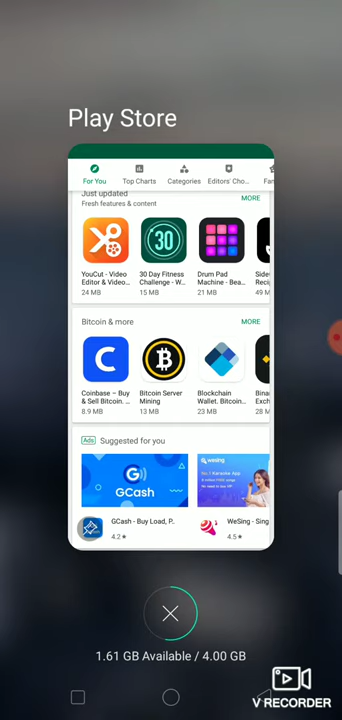 Play Store
For You
Top Charts
Categories
Editors' Cho...
Just updated
MORE
Fresh features & content
30
YouCut - Video
Editor & Video...
24 MB
30 Day Fitness
Challenge - W...
15 MB
Drum Pad
Machine - Bea...
21 MB
Bitcoin & more
MORE
Coinbase – Buy
& Sell Bitcoin. ...
8.9 MB
Bitcoin Server
Mining
13 MB
Blockchain
Wallet. Bitcoin...
23 MB
Ads
Suggested for you
GCash
wesing
GCash - Buy Load, P..
4.2★
WeSing - Sing
4.5★
1.61 GB Available / 4.00 GB
V RECORDER